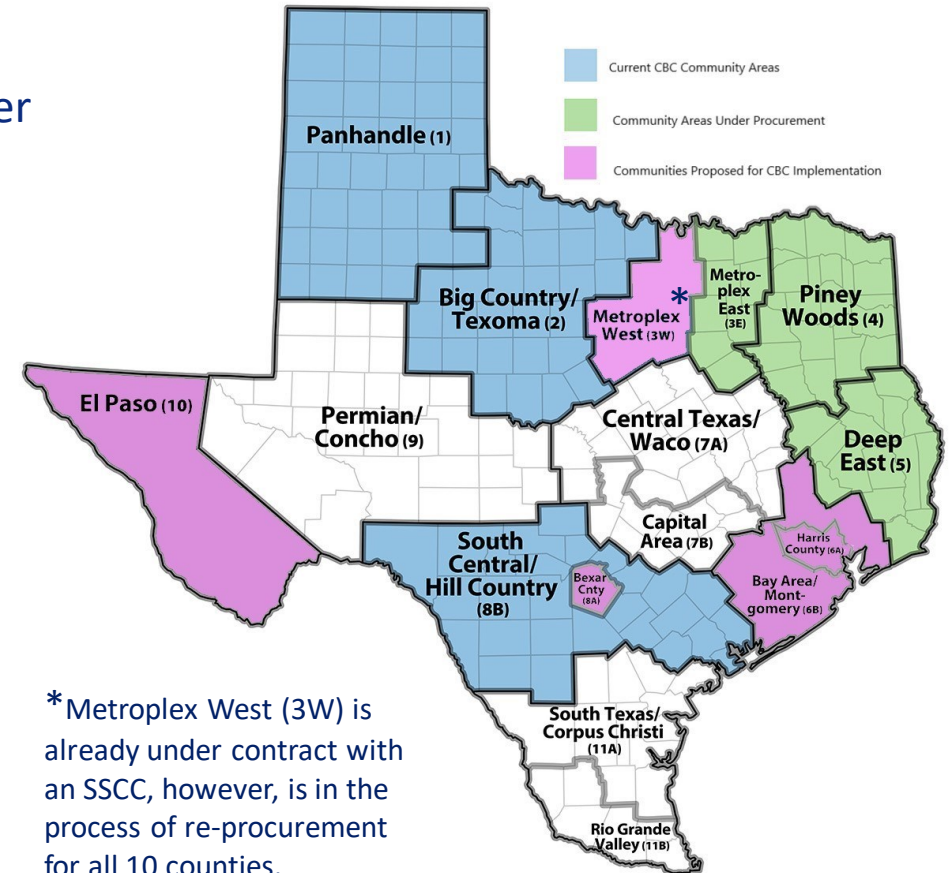 er
Current CBC Community Areas
Community Areas Under Procurement
Communities Proposed for CBC Implementation
Panhandle (1)
Big Country/
Texoma (2)
Metroplex
West (3W)
*
Metro-
plex
East
(3E)
Piney
Woods (4)
El Paso (10)
Permian/
Concho (9)
Central Texas/
Waco (7A)
Deep
East (5)
Capital
Area (7B)
Harris
County (6A)
Bay Area/
Mont-
gomery (6B)
South
Central/
Hill Country
(8B)
Bexar
Cnty
(8A)
South Texas/
Corpus Christi
(11A)
Rio Grande
Valley (11B)
*Metroplex West (3W) is
already under contract with
an SSCC, however, is in the
process of re-procurement
for all 10 counties.